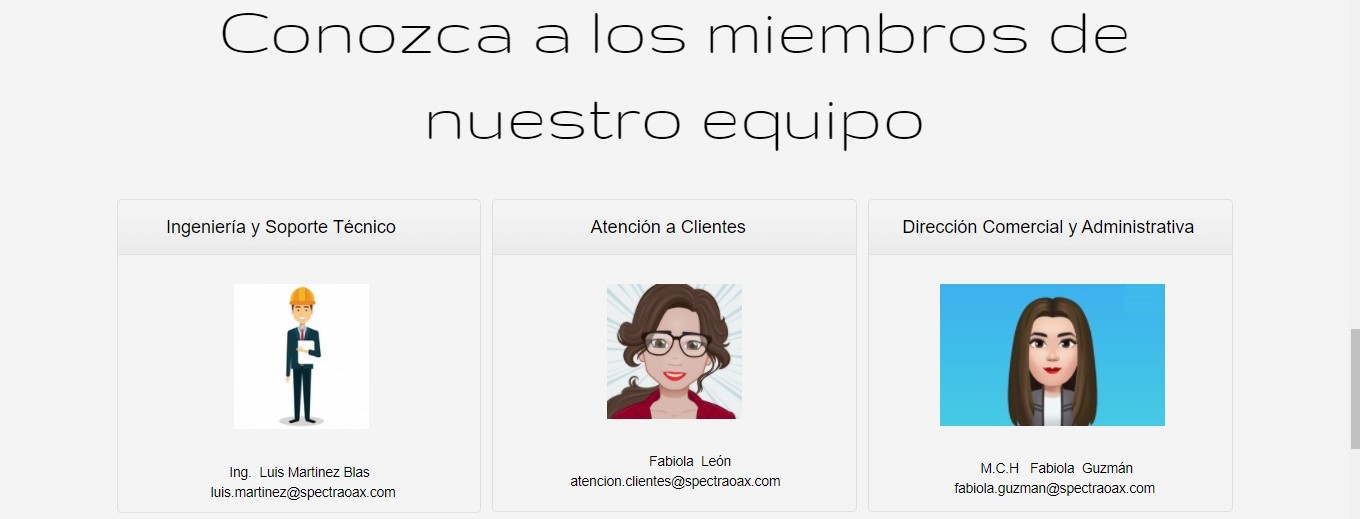 Conozca a los miembros de
nuestro equipo
Ingeniería y Soporte Técnico
Ing. Luis Martinez Blas
luis.martinez@spectraoax.com
Atención a Clientes
Fabiola León
atencion.clientes@spectraoax.com
Dirección Comercial y Administrativa
M.C.H Fabiola Guzmán
fabiola.guzman@spectraoax.com